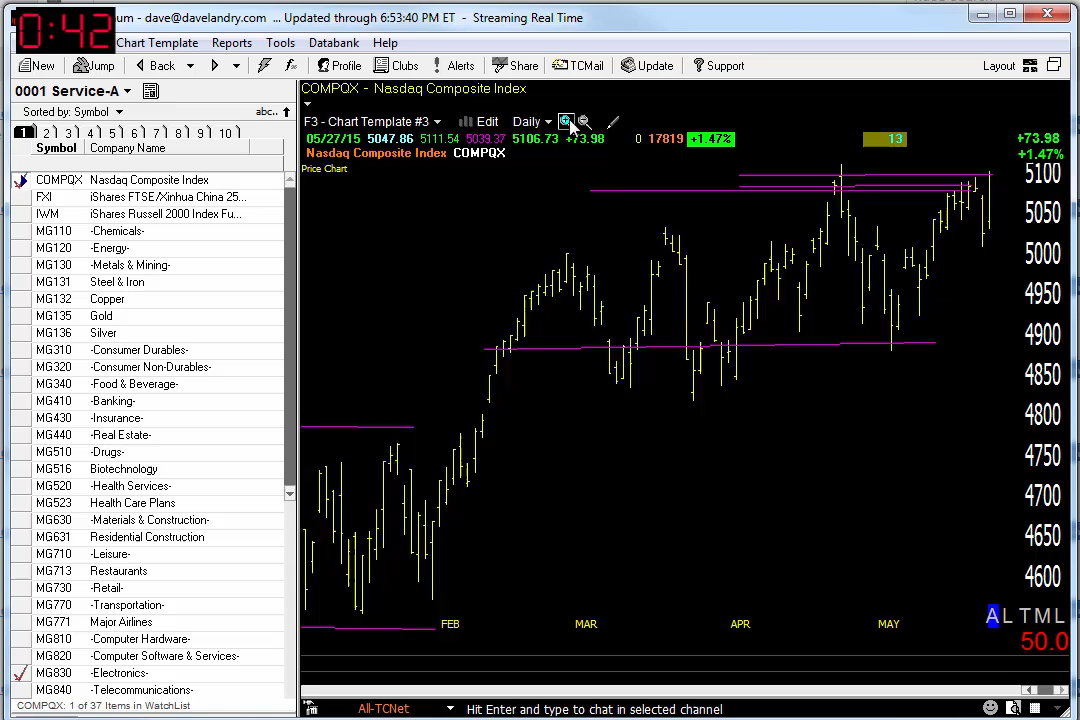 0:42
um - dave@davelandry.com ... Updated through 6:53:40 PM ET - Streaming Real Time
Chart Template Reports Tools Databank Help
New Jump Back Profile Clubs Alerts Share TCMail Update Support Layout
0001 Service-A
Sorted by: Symbol abc..
1 2 3 4 5 6 7 8 9 10
Symbol Company Name
COMPQX Nasdaq Composite Index
FXI iShares FTSE/Xinhua China 25...
IWM iShares Russell 2000 Index Fu...
MG110 -Chemicals-
MG120 -Energy-
MG130 -Metals & Mining-
MG131 Steel & Iron
MG132 Copper
MG135 Gold
MG136 Silver
MG310 -Consumer Durables-
MG320 -Consumer Non-Durables-
MG340 -Food & Beverage-
MG410 -Banking-
MG430 -Insurance-
MG440 -Real Estate-
MG510 -Drugs-
MG516 Biotechnology
MG520 -Health Services-
MG523 Health Care Plans
MG630 -Materials & Construction-
MG631 Residential Construction
MG710 -Leisure-
MG713 Restaurants
MG730 -Retail-
MG770 -Transportation-
MG771 Major Airlines
MG810 -Computer Hardware-
MG820 -Computer Software & Services-
MG830 -Electronics-
MG840 -Telecommunications-
COMPQX: 1 of 37 Items in WatchList
COMPQX - Nasdaq Composite Index
F3 - Chart Template #3 Edit Daily
05/27/15 5047.86 5111.54 5039.37 5106.73 +73.98 0 17819 +1.47% 13 +73.98
Nasdaq Composite Index COMPQX +1.47%
Price Chart
5100
5050
5000
4950
4900
4850
4800
4750
4700
4650
4600
FEB MAR APR MAY
A L T M L
50.0
All-TCNet Hit Enter and type to chat in selected channel